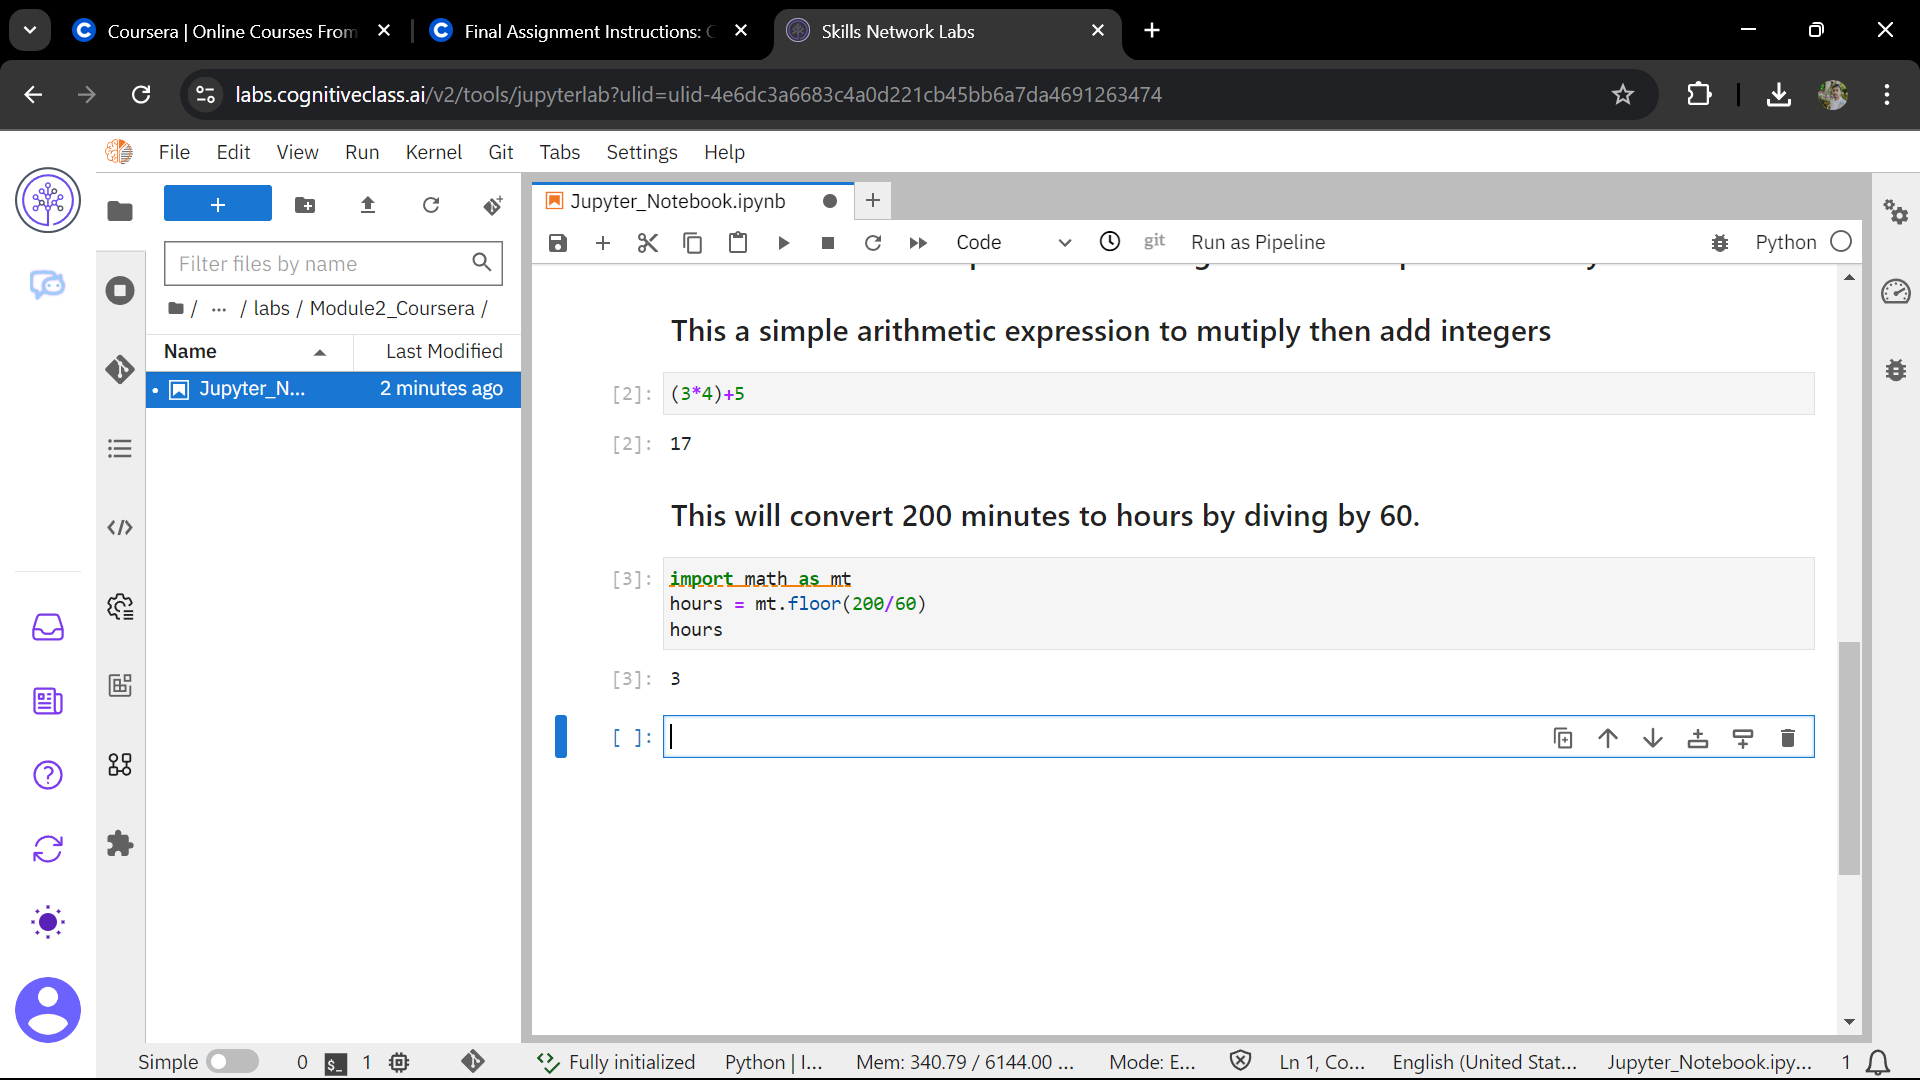 Coursera | Online Courses From
Final Assignment Instructions:
Skills Network Labs
labs.cognitiveclass.ai/v2/tools/jupyterlab?ulid=ulid-4e6dc3a6683c4a0d221cb45bb6a7da4691263474
File Edit View Run Kernel Git Tabs Settings Help
Jupyter_Notebook.ipynb
Code
git
Run as Pipeline
Python
Filter files by name
/ ... / labs / Module2_Coursera /
Name Last Modified
Jupyter_N... 2 minutes ago
This a simple arithmetic expression to mutiply then add integers
[2]: (3*4)+5
[2]: 17
This will convert 200 minutes to hours by diving by 60.
[3]: import math as mt
hours = mt.floor(200/60)
hours
[3]: 3
[ ]:
Simple 0 $_ 1 Fully initialized Python | I... Mem: 340.79 / 6144.00 ... Mode: E... Ln 1, Co... English (United Stat... Jupyter_Notebook.ipy... 1